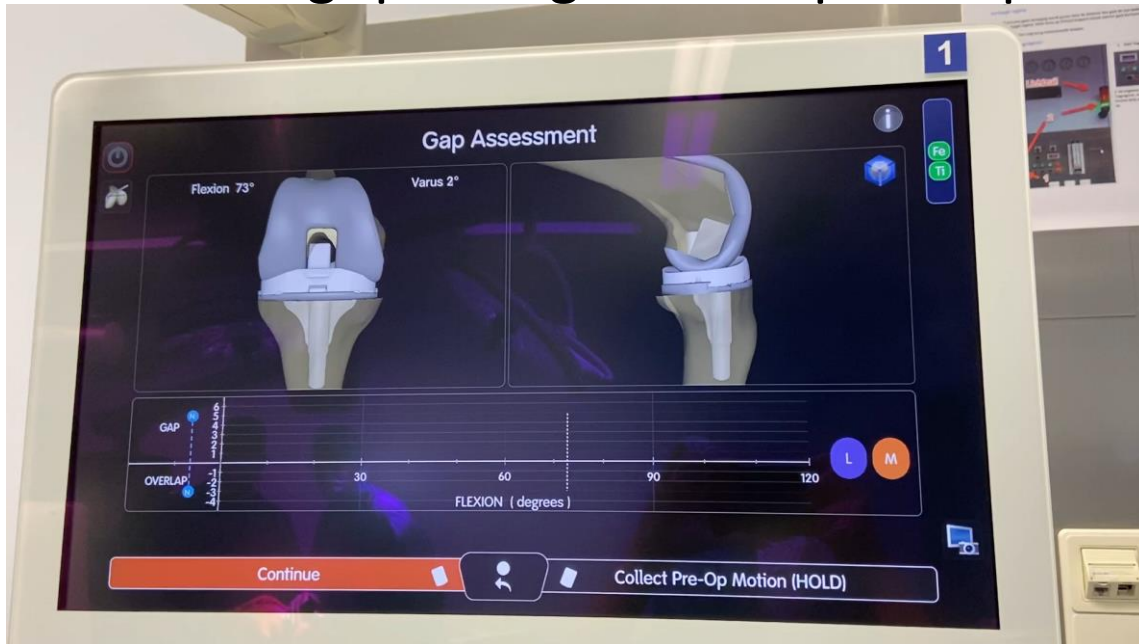 1
Gap Assessment
i
Fe
Ti
Flexion 73°
Varus 2°
GAP
OVERLAP
N
N
6
5
4
3
2
1
-1
-2
-3
-4
30
60
90
120
FLEXION ( degrees )
L
M
Continue
Collect Pre-Op Motion (HOLD)